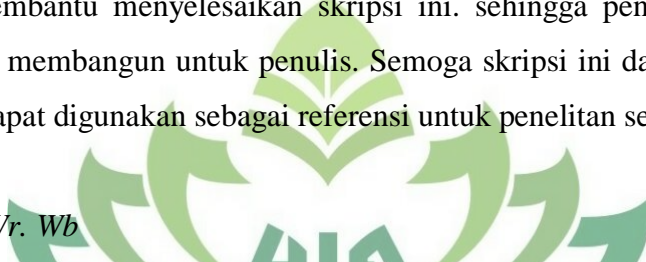 embantu menyelesaikan skripsi ini. sehingga pen
membangun untuk penulis. Semoga skripsi ini da
apat digunakan sebagai referensi untuk penelitan se
Wr. Wb